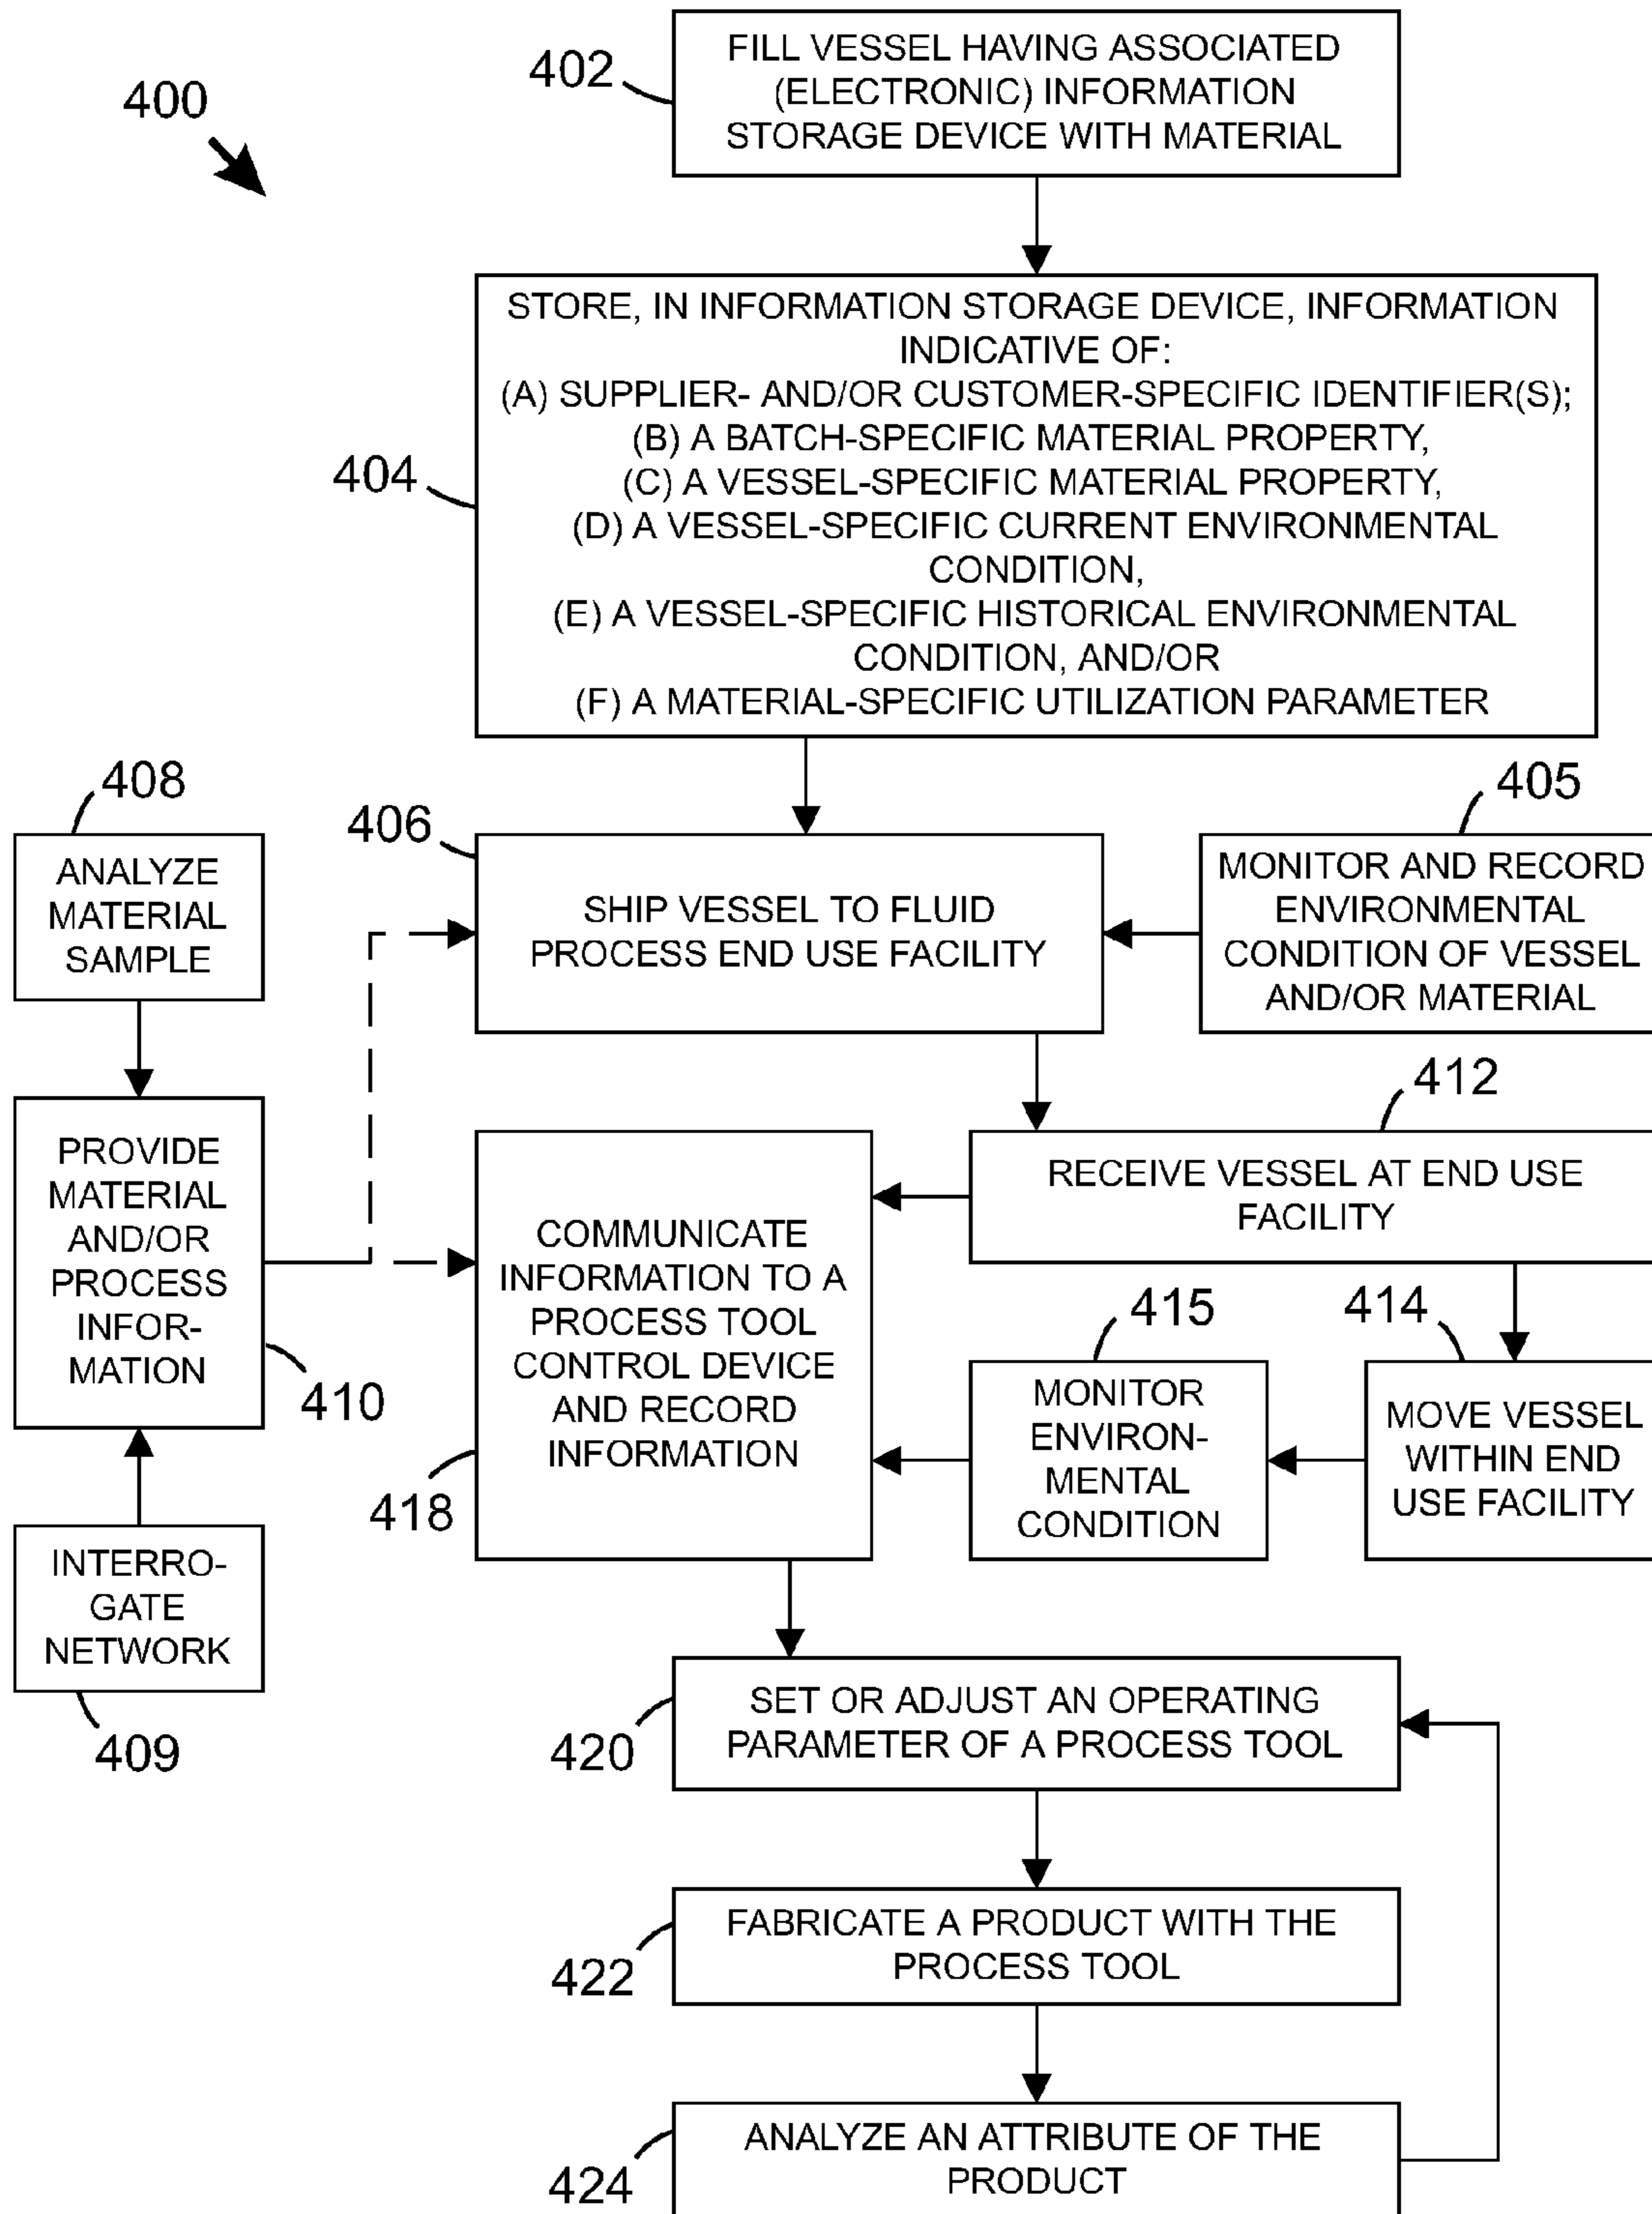 400
402
FILL VESSEL HAVING ASSOCIATED
(ELECTRONIC) INFORMATION
STORAGE DEVICE WITH MATERIAL
404
STORE, IN INFORMATION STORAGE DEVICE, INFORMATION
INDICATIVE OF:
(A) SUPPLIER- AND/OR CUSTOMER-SPECIFIC IDENTIFIER(S);
(B) A BATCH-SPECIFIC MATERIAL PROPERTY,
(C) A VESSEL-SPECIFIC MATERIAL PROPERTY,
(D) A VESSEL-SPECIFIC CURRENT ENVIRONMENTAL
CONDITION,
(E) A VESSEL-SPECIFIC HISTORICAL ENVIRONMENTAL
CONDITION, AND/OR
(F) A MATERIAL-SPECIFIC UTILIZATION PARAMETER
408
ANALYZE
MATERIAL
SAMPLE
406
SHIP VESSEL TO FLUID
PROCESS END USE FACILITY
405
MONITOR AND RECORD
ENVIRONMENTAL
CONDITION OF VESSEL
AND/OR MATERIAL
412
RECEIVE VESSEL AT END USE
FACILITY
PROVIDE
MATERIAL
AND/OR
PROCESS
INFOR-
MATION
410
COMMUNICATE
INFORMATION TO A
PROCESS TOOL
CONTROL DEVICE
AND RECORD
INFORMATION
418
415
MONITOR
ENVIRON-
MENTAL
CONDITION
414
MOVE VESSEL
WITHIN END
USE FACILITY
INTERRO-
GATE
NETWORK
409
420
SET OR ADJUST AN OPERATING
PARAMETER OF A PROCESS TOOL
422
FABRICATE A PRODUCT WITH THE
PROCESS TOOL
424
ANALYZE AN ATTRIBUTE OF THE
PRODUCT